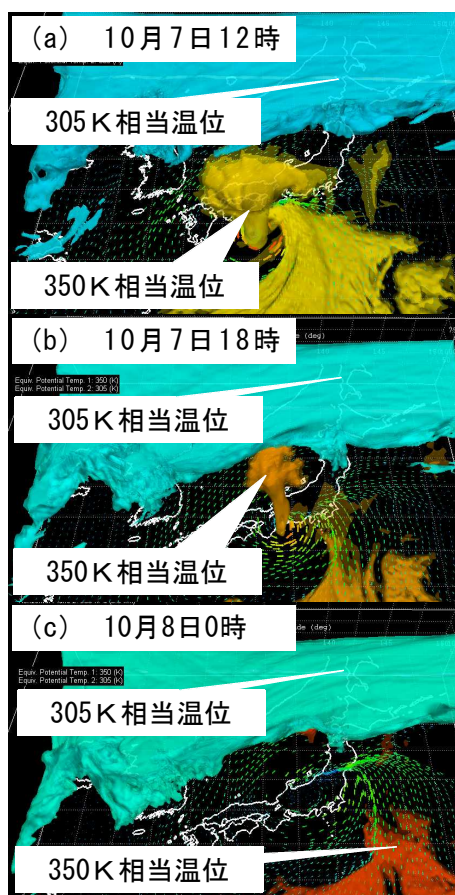 (a) 10月7日12時
305K相当温位
350K相当温位
(b) 10月7日18時
de (deg)
Equiv. Potential Temp. 1: 350 (K)
Equiv. Potential Temp. 2: 305 (K)
305K相当温位
350K相当温位
(c) 10月8日0時
de (deg)
Equiv. Potential Temp. 1: 350 (K)
Equiv. Potential Temp. 2: 305 (K)
305K相当温位
350K相当温位